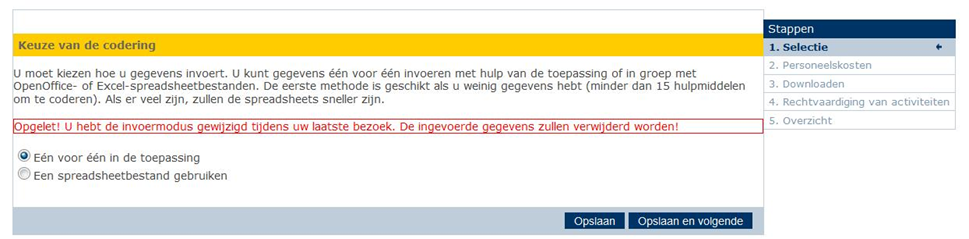 Keuze van de codering
U moet kiezen hoe u gegevens invoert. U kunt gegevens één voor één invoeren met hulp van de toepassing of in groep met
OpenOffice- of Excel-spreadsheetbestanden. De eerste methode is geschikt als u weinig gegevens hebt (minder dan 15 hulpmiddelen
om te coderen). Als er veel zijn, zullen de spreadsheets sneller zijn.
Opgelet! U hebt de invoermodus gewijzigd tijdens uw laatste bezoek. De ingevoerde gegevens zullen verwijderd worden!
Eén voor één in de toepassing
Een spreadsheetbestand gebruiken
Opslaan
Opslaan en volgende
Stappen
1. Selectie
2. Personeelskosten
3. Downloaden
4. Rechtvaardiging van activiteiten
5. Overzicht